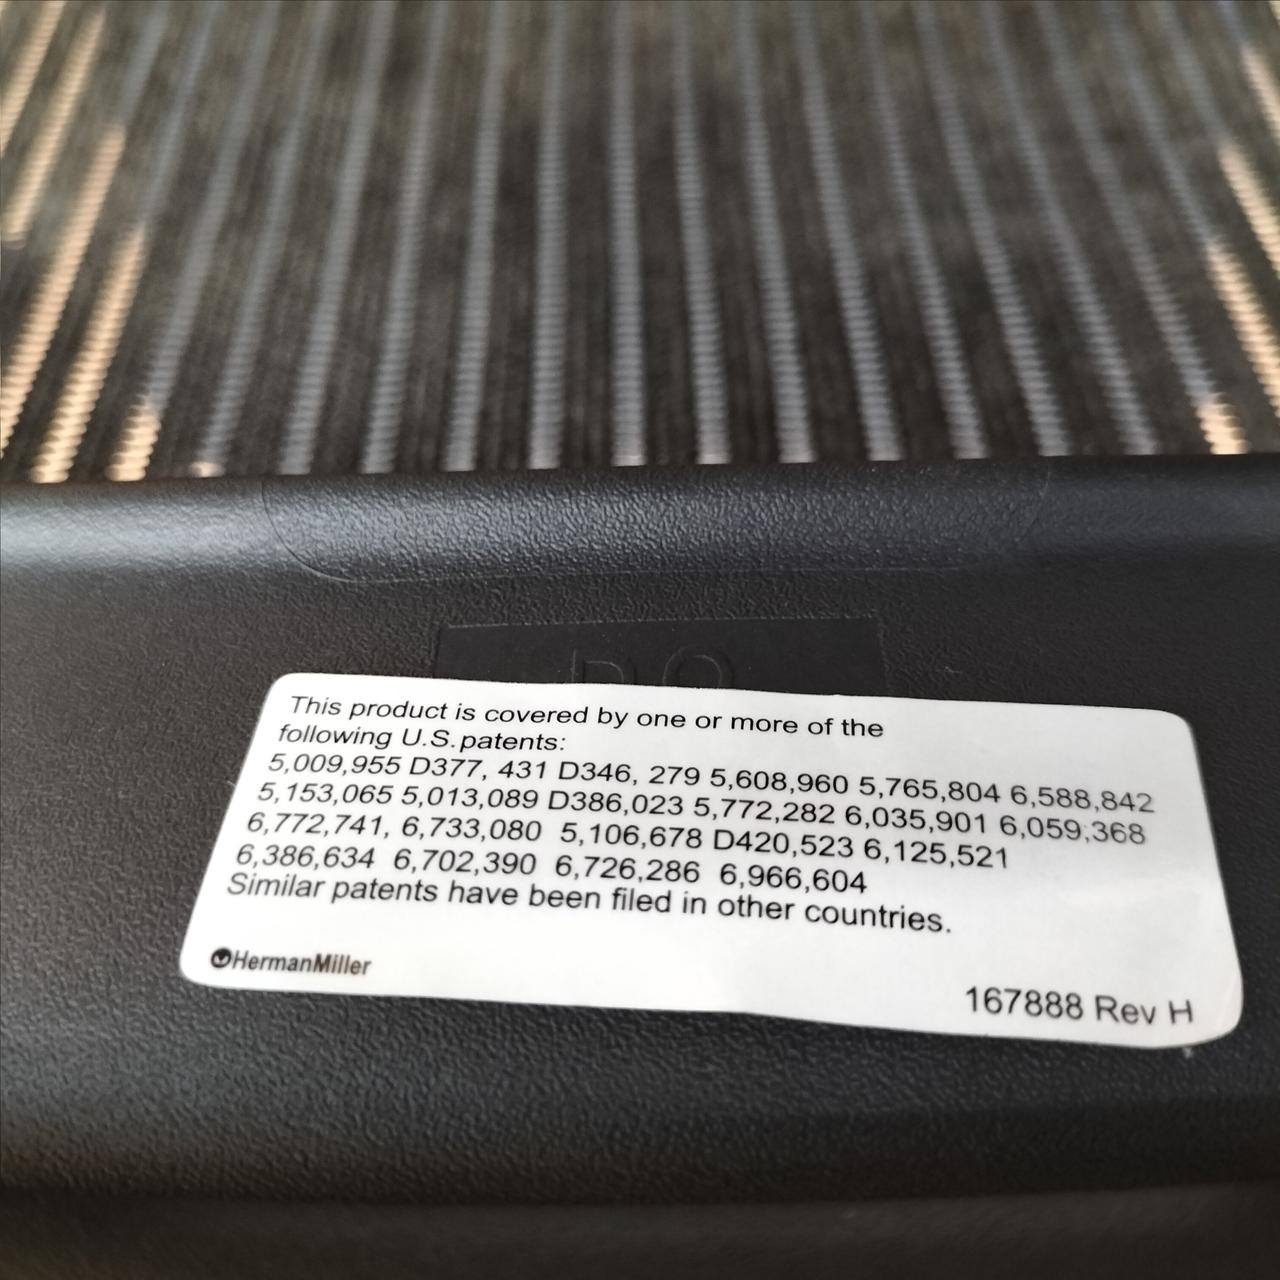 This product is covered by one or more of the
following U.S. patents:
5,009,955 D377, 431 D346, 279 5,608,960 5,765,804 6,588,842
5,153,065 5,013,089 D386,023 5,772,282 6,035,901 6,059,368
6,772,741, 6,733,080 5,106,678 D420,523 6,125,521
6,386,634 6,702,390 6,726,286 6,966,604
Similar patents have been filed in other countries.
HermanMiller
167888 Rev H